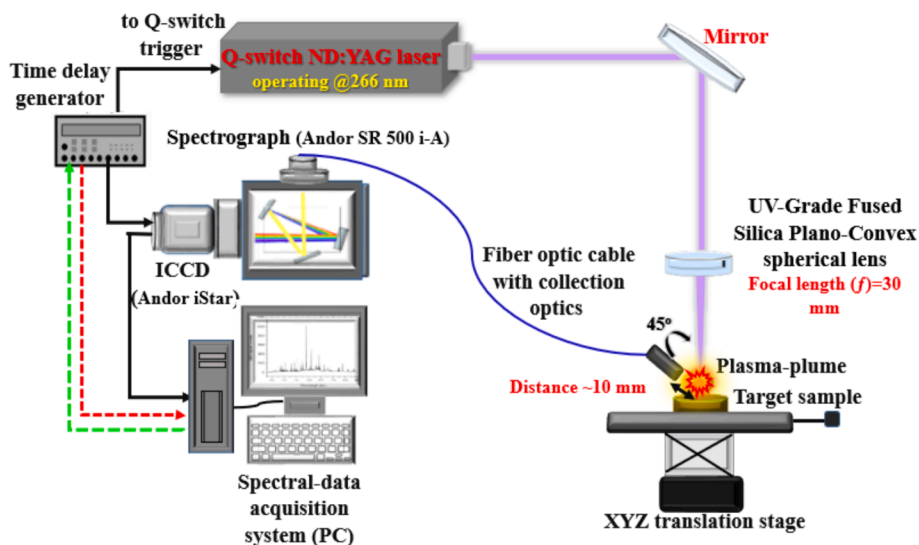 to Q-switch
trigger
Q-switch ND:YAG laser
operating @266 nm
Mirror
Time delay
generator
Spectrograph (Andor SR 500 i-A)
UV-Grade Fused
Silica Plano-Convex
spherical lens
Focal length (f)=30
mm
ICCD
(Andor iStar)
Fiber optic cable
with collection
optics
45º
Plasma-plume
Distance ~10 mm
Target sample
Spectral-data
acquisition
system (PC)
XYZ translation stage